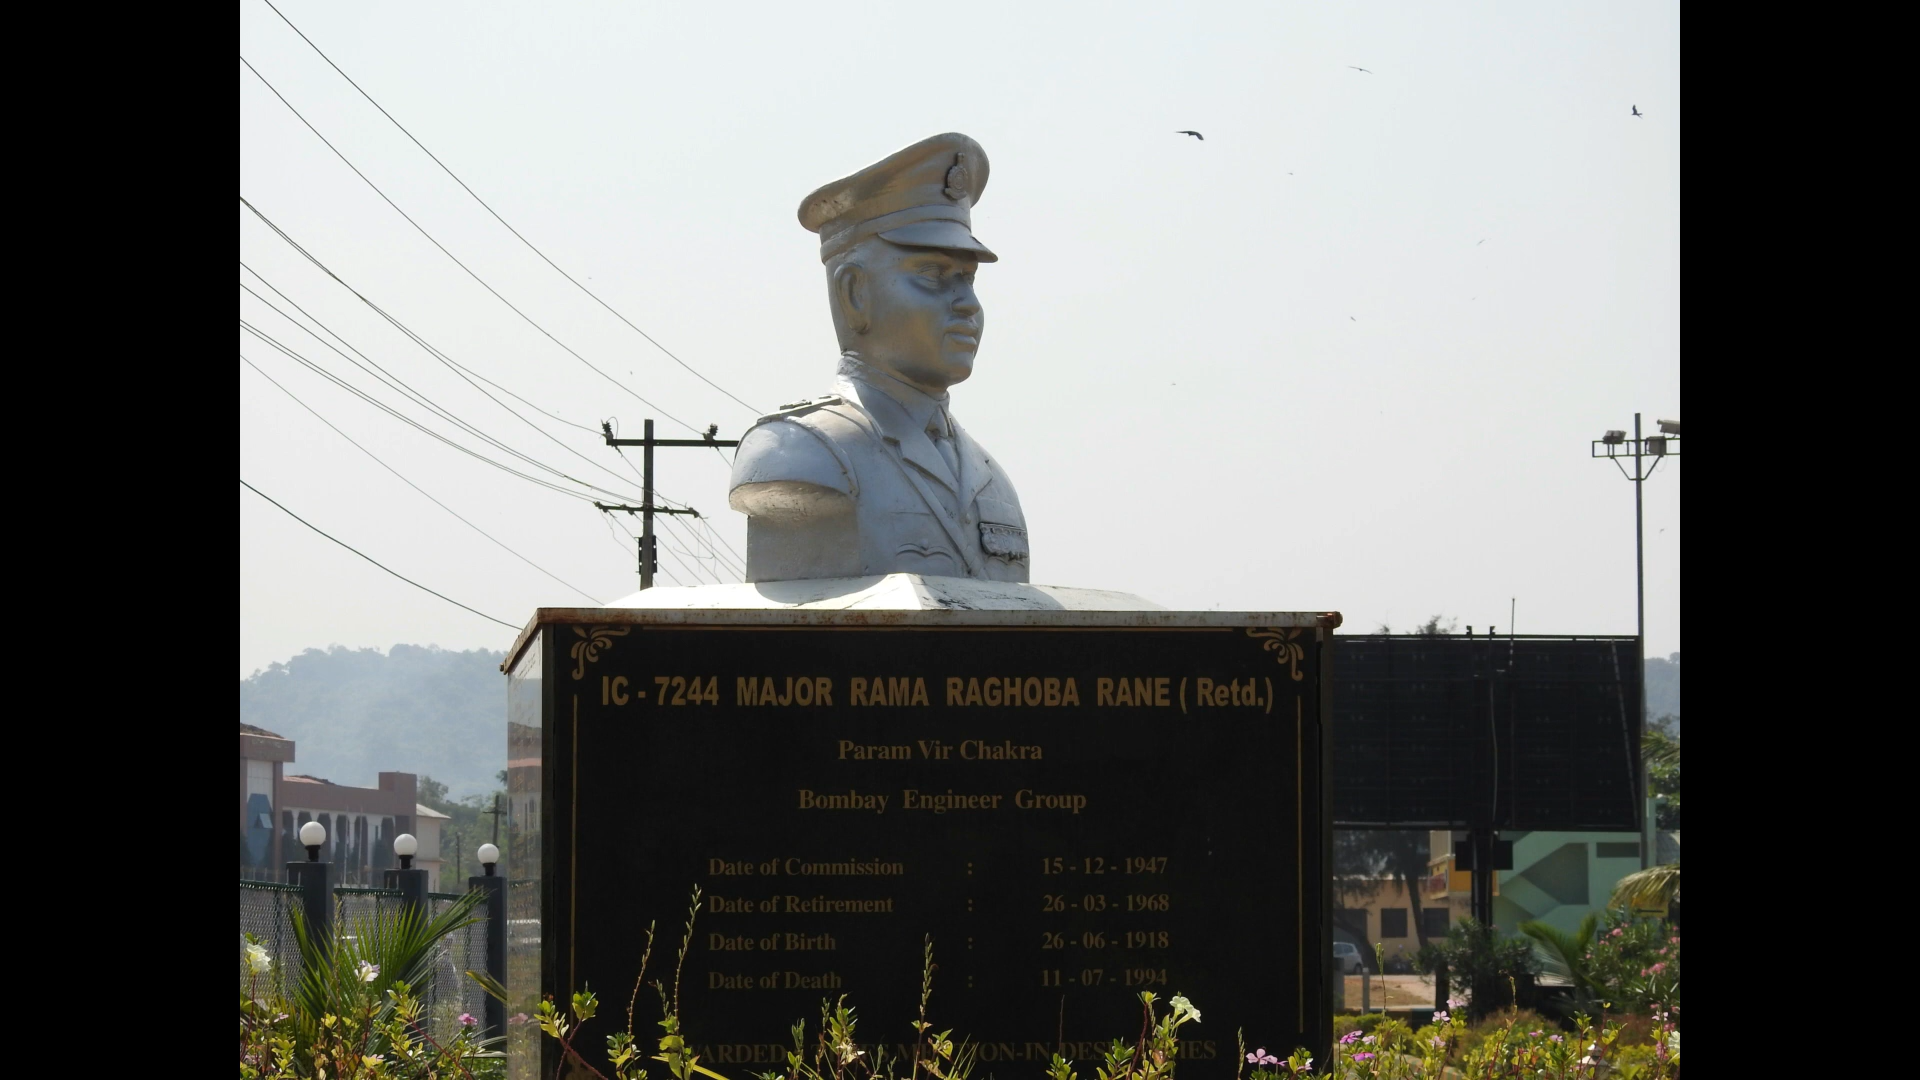 IC - 7244 MAJOR RAMA RAGHOBA RANE ( Retd.)
Param Vir Chakra
Bombay Engineer Group
Date of Commission : 15 - 12 - 1947
Date of Retirement : 26 - 03 - 1968
Date of Birth : 26 - 06 - 1918
Date of Death : 11 - 07 - 1994